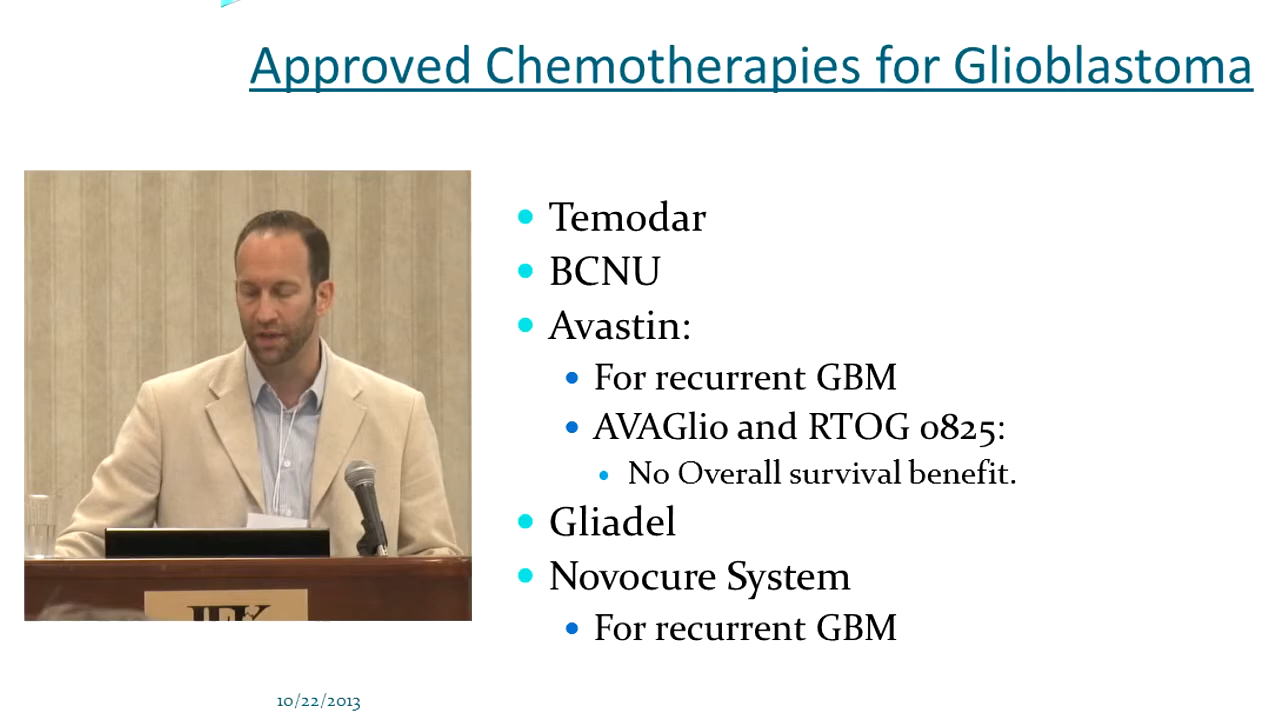 Approved Chemotherapies for Glioblastoma
Temodar
BCNU
Avastin:
For recurrent GBM
AVAGlio and RTOG 0825:
No Overall survival benefit.
Gliadel
Novocure System
For recurrent GBM
10/22/2013